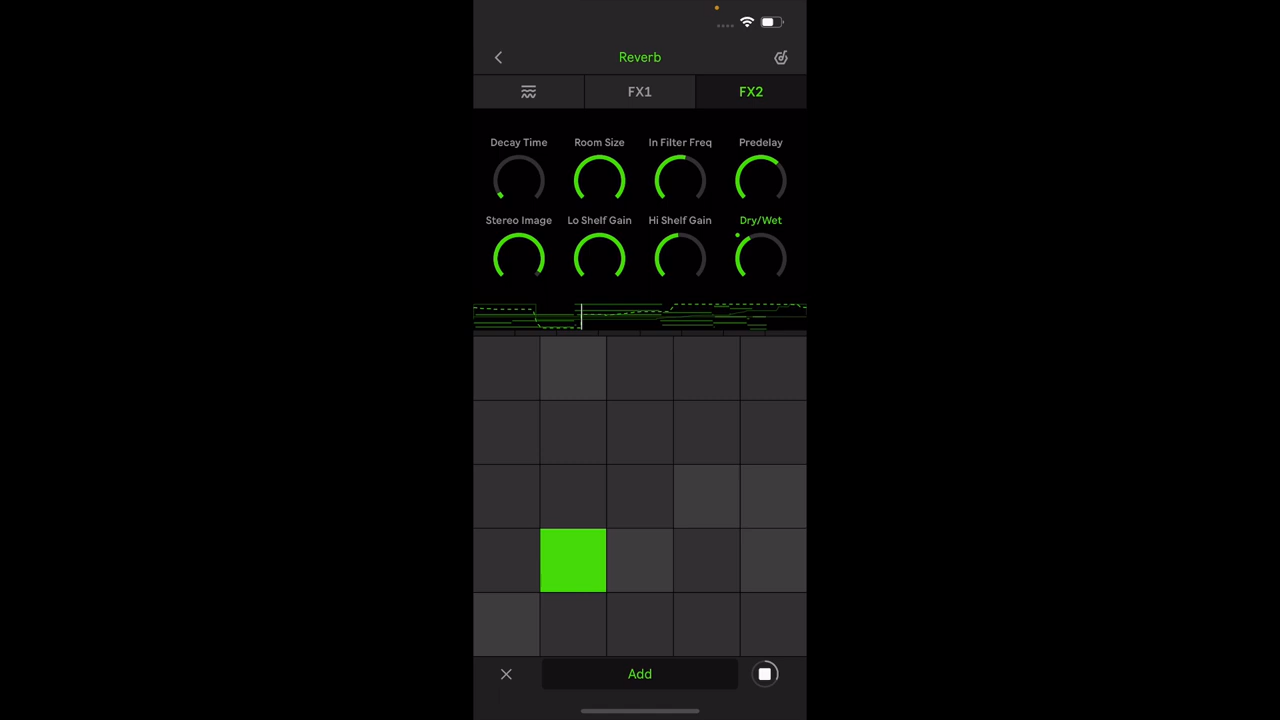 Reverb
FX1
FX2
Decay Time
Room Size
In Filter Freq
Predelay
Stereo Image
Lo Shelf Gain
Hi Shelf Gain
Dry/Wet
Add